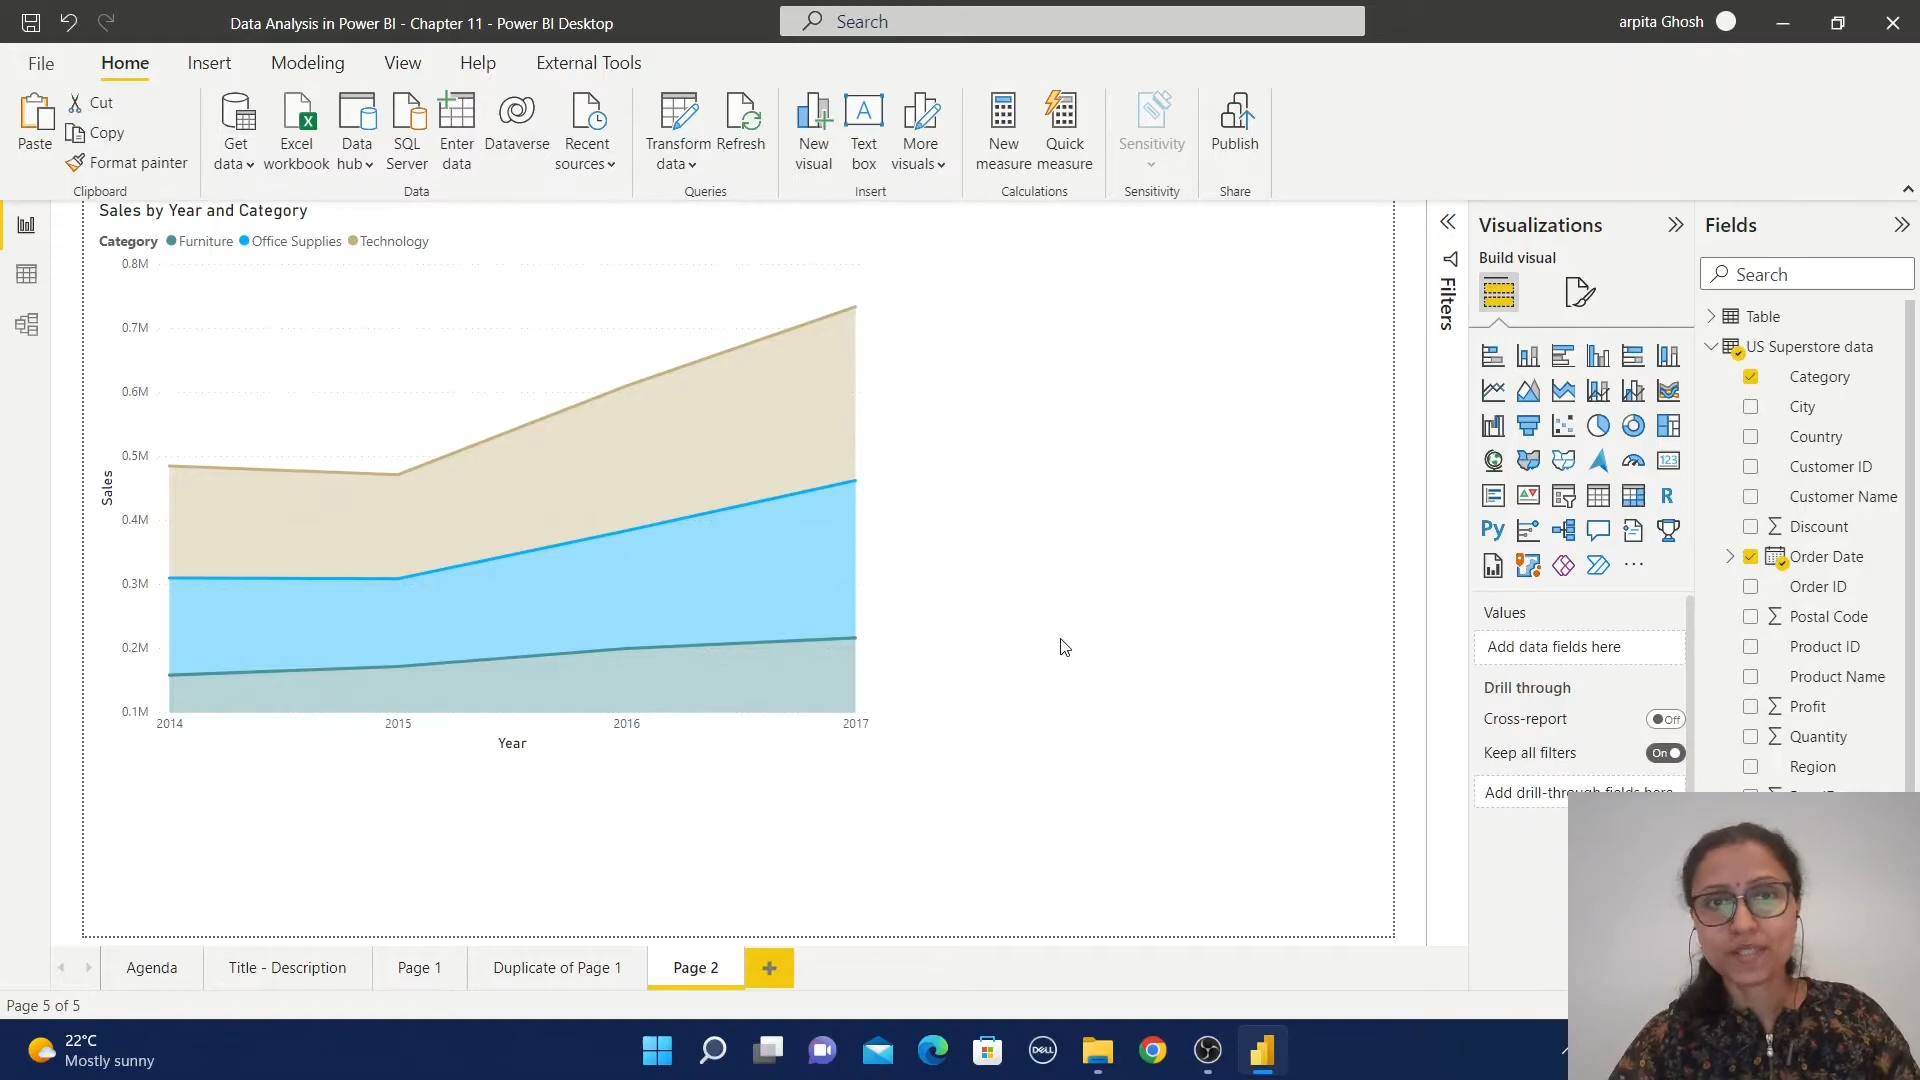 Data Analysis in Power BI - Chapter 11 - Power BI Desktop
Search
arpita Ghosh
File Home Insert Modeling View Help External Tools
Paste
Cut
Copy
Format painter
Clipboard
Get data
Excel workbook
Data hub
SQL Server
Enter data
Dataverse
Recent sources
Data
Transform data
Refresh
Queries
New visual
Text box
More visuals
Insert
New measure
Quick measure
Calculations
Sensitivity
Sensitivity
Publish
Share
Sales by Year and Category
Category Furniture Office Supplies Technology
0.8M
0.7M
0.6M
0.5M
0.4M
0.3M
0.2M
0.1M
Sales
2014 2015 2016 2017
Year
Filters
Visualizations
Build visual
123
R
Py
Values
Add data fields here
Drill through
Cross-report
Off
Keep all filters
On
Fields
Search
Table
US Superstore data
Category
City
Country
Customer ID
Customer Name
Discount
Order Date
Order ID
Postal Code
Product ID
Product Name
Profit
Quantity
Region
Agenda
Title - Description
Page 1
Duplicate of Page 1
Page 2
Page 5 of 5
22°C
Mostly sunny
DELL